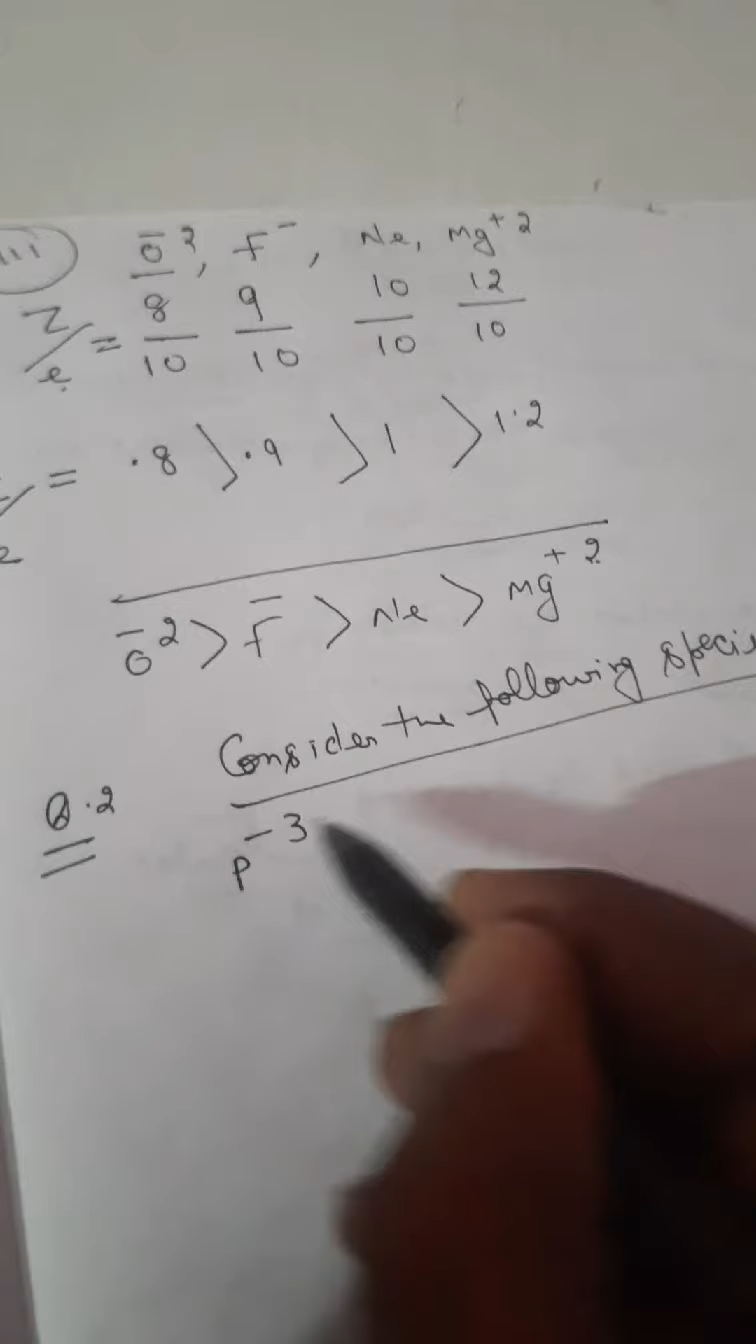 III
O⁻², F⁻, Ne, Mg⁺²
Z/e = 8/10 9/10 10/10 12/10
= .8 > .9 > 1 > 1.2
O⁻² > F⁻ > Ne > Mg⁺²
Q.2 Consider the following
P⁻³